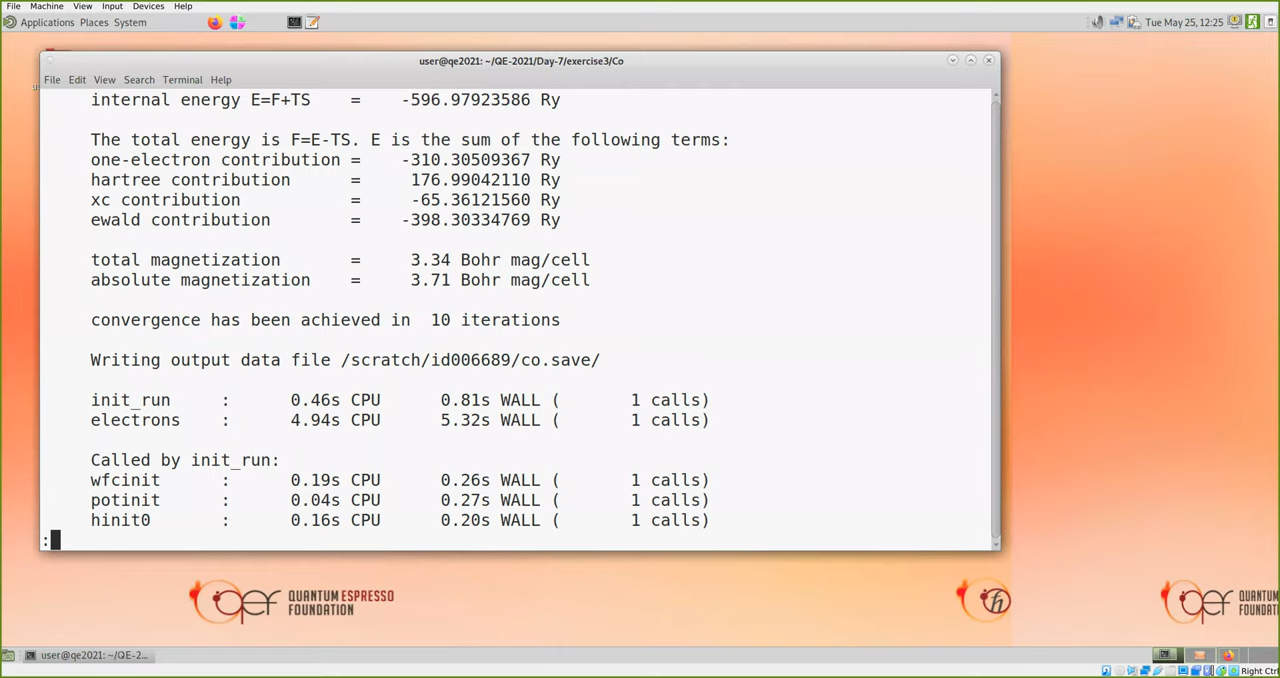 File Machine View Input Devices Help
Applications Places System
Tue May 25, 12:25
user@qe2021: ~/QE-2021/Day-7/exercise3/Co
File Edit View Search Terminal Help
internal energy E=F+TS = -596.97923586 Ry
The total energy is F=E-TS. E is the sum of the following terms:
one-electron contribution = -310.30509367 Ry
hartree contribution = 176.99042110 Ry
xc contribution = -65.36121560 Ry
ewald contribution = -398.30334769 Ry
total magnetization = 3.34 Bohr mag/cell
absolute magnetization = 3.71 Bohr mag/cell
convergence has been achieved in 10 iterations
Writing output data file /scratch/id006689/co.save/
init_run : 0.46s CPU 0.81s WALL ( 1 calls)
electrons : 4.94s CPU 5.32s WALL ( 1 calls)
Called by init_run:
wfcinit : 0.19s CPU 0.26s WALL ( 1 calls)
potinit : 0.04s CPU 0.27s WALL ( 1 calls)
hinit0 : 0.16s CPU 0.20s WALL ( 1 calls)
:
qef QUANTUM ESPRESSO
FOUNDATION
ħ
qef QUANTUM
FOUNDA
user@qe2021: ~/QE-2...
Right Ctrl